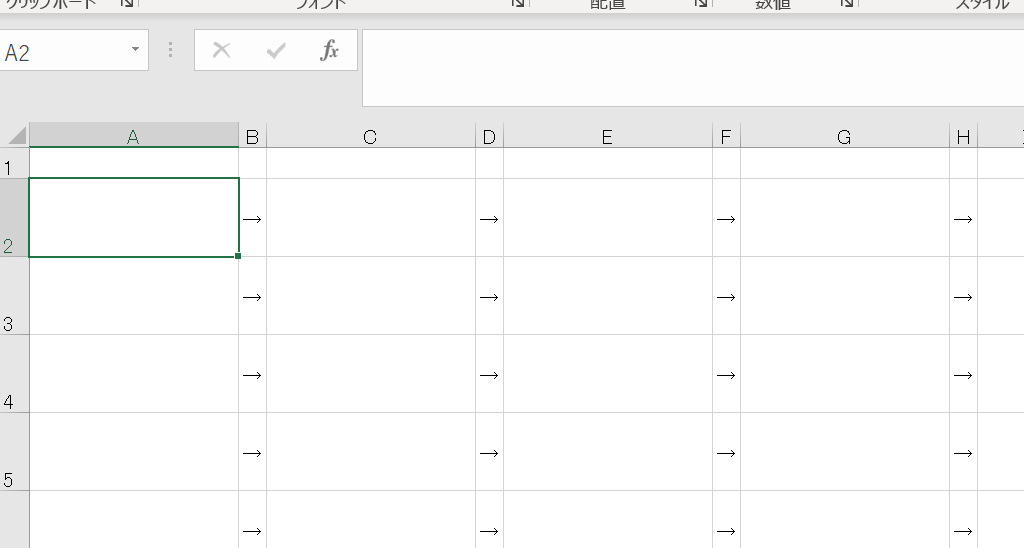 クリップボード フォント 配置 数値 スタイル
A2 fx
A B C D E F G H
1
2 → → → →
3 → → → →
4 → → → →
5 → → → →
→ → → →